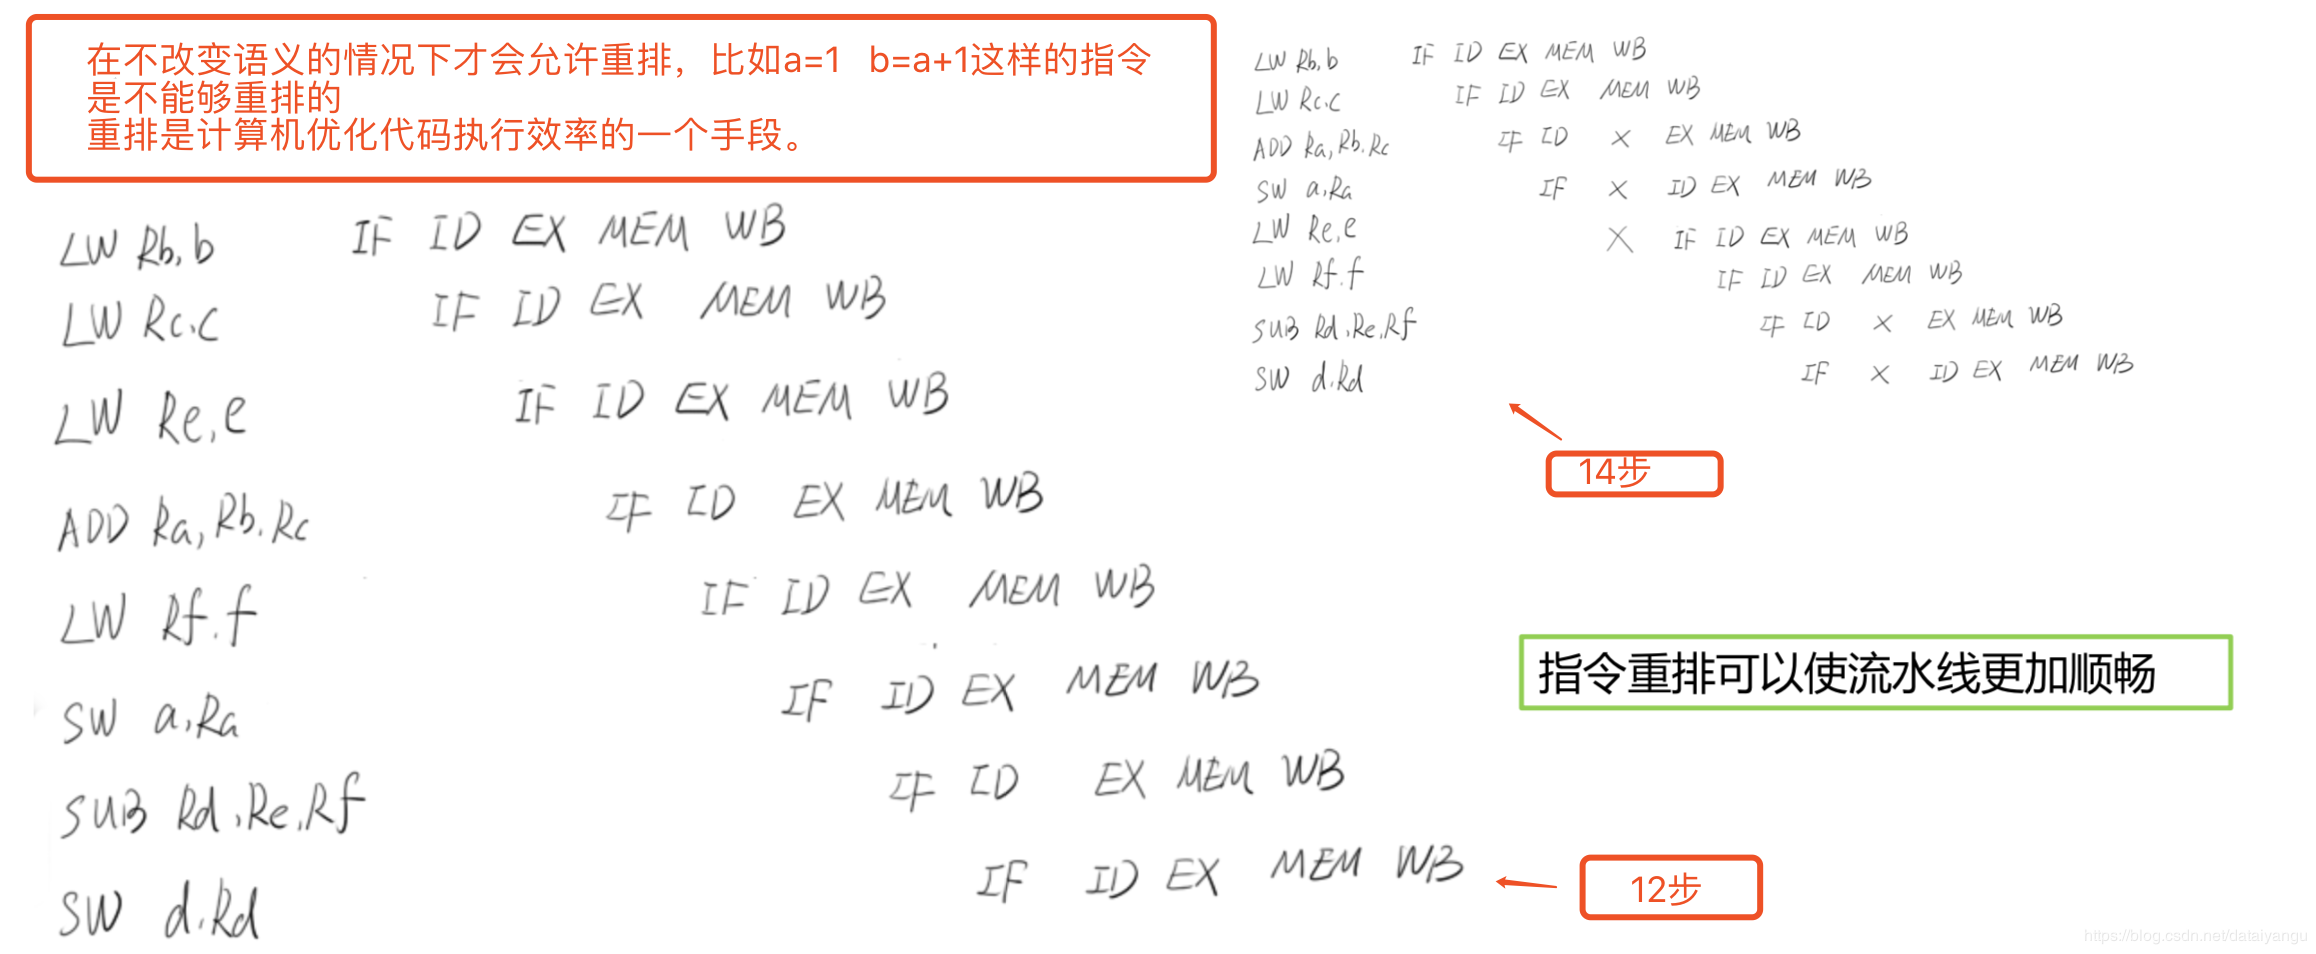 在不改变语义的情况下才会允许重排，比如a=1 b=a+1这样的指令
是不能够重排的
重排是计算机优化代码执行效率的一个手段。
LW Rb,b IF ID EX MEM WB
LW Rc.c IF ID EX MEM WB
LW Re,e IF ID EX MEM WB
ADD Ra,Rb.Rc IF ID EX MEM WB
LW Rf.f IF ID EX MEM WB
SW a,Ra IF ID EX MEM WB
SUB Rd,Re,Rf IF ID EX MEM WB
SW d.Rd IF ID EX MEM WB
12步
LW Rb,b IF ID EX MEM WB
LW Rc.c IF ID EX MEM WB
ADD Ra,Rb.Rc IF ID X EX MEM WB
SW a,Ra IF X ID EX MEM WB
LW Re,e X IF ID EX MEM WB
LW Rf.f IF ID EX MEM WB
SUB Rd,Re,Rf IF ID X EX MEM WB
SW d.Rd IF X ID EX MEM WB
14步
指令重排可以使流水线更加顺畅
https://blog.csdn.net/dataiyangu